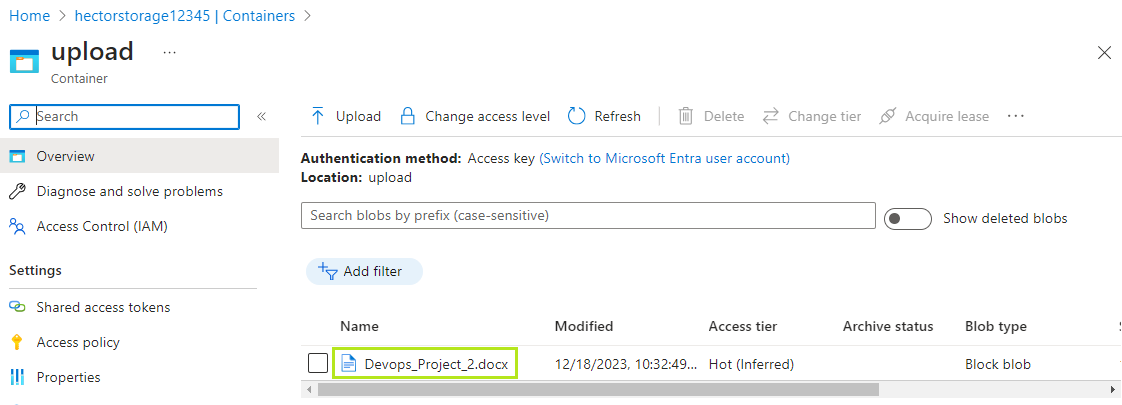 Home > hectorstorage12345 | Containers >
upload ...
Container
Search
«
Upload Change access level Refresh Delete Change tier Acquire lease ...
Overview
Diagnose and solve problems
Access Control (IAM)
Settings
Shared access tokens
Access policy
Properties
Authentication method: Access key (Switch to Microsoft Entra user account)
Location: upload
Search blobs by prefix (case-sensitive)
Show deleted blobs
Add filter
Name Modified Access tier Archive status Blob type
Devops_Project_2.docx 12/18/2023, 10:32:49... Hot (Inferred) Block blob